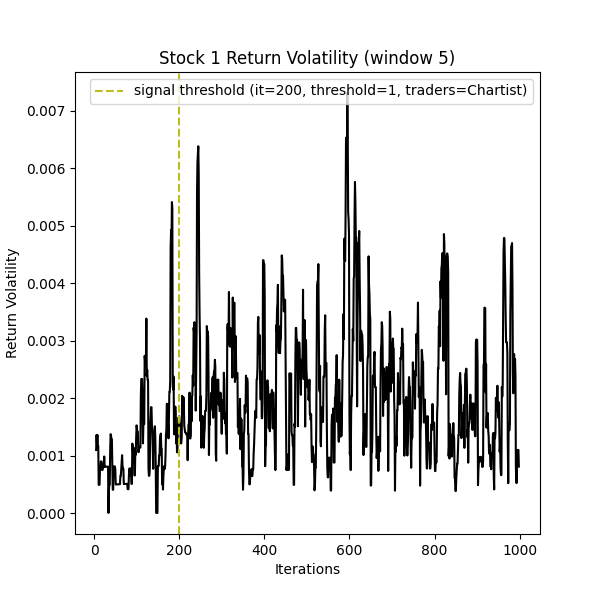 Stock 1 Return Volatility (window 5)
signal threshold (it=200, threshold=1, traders=Chartist)
0.007
0.006
0.005
0.004
0.003
0.002
0.001
0.000
Return Volatility
0 200 400 600 800 1000
Iterations